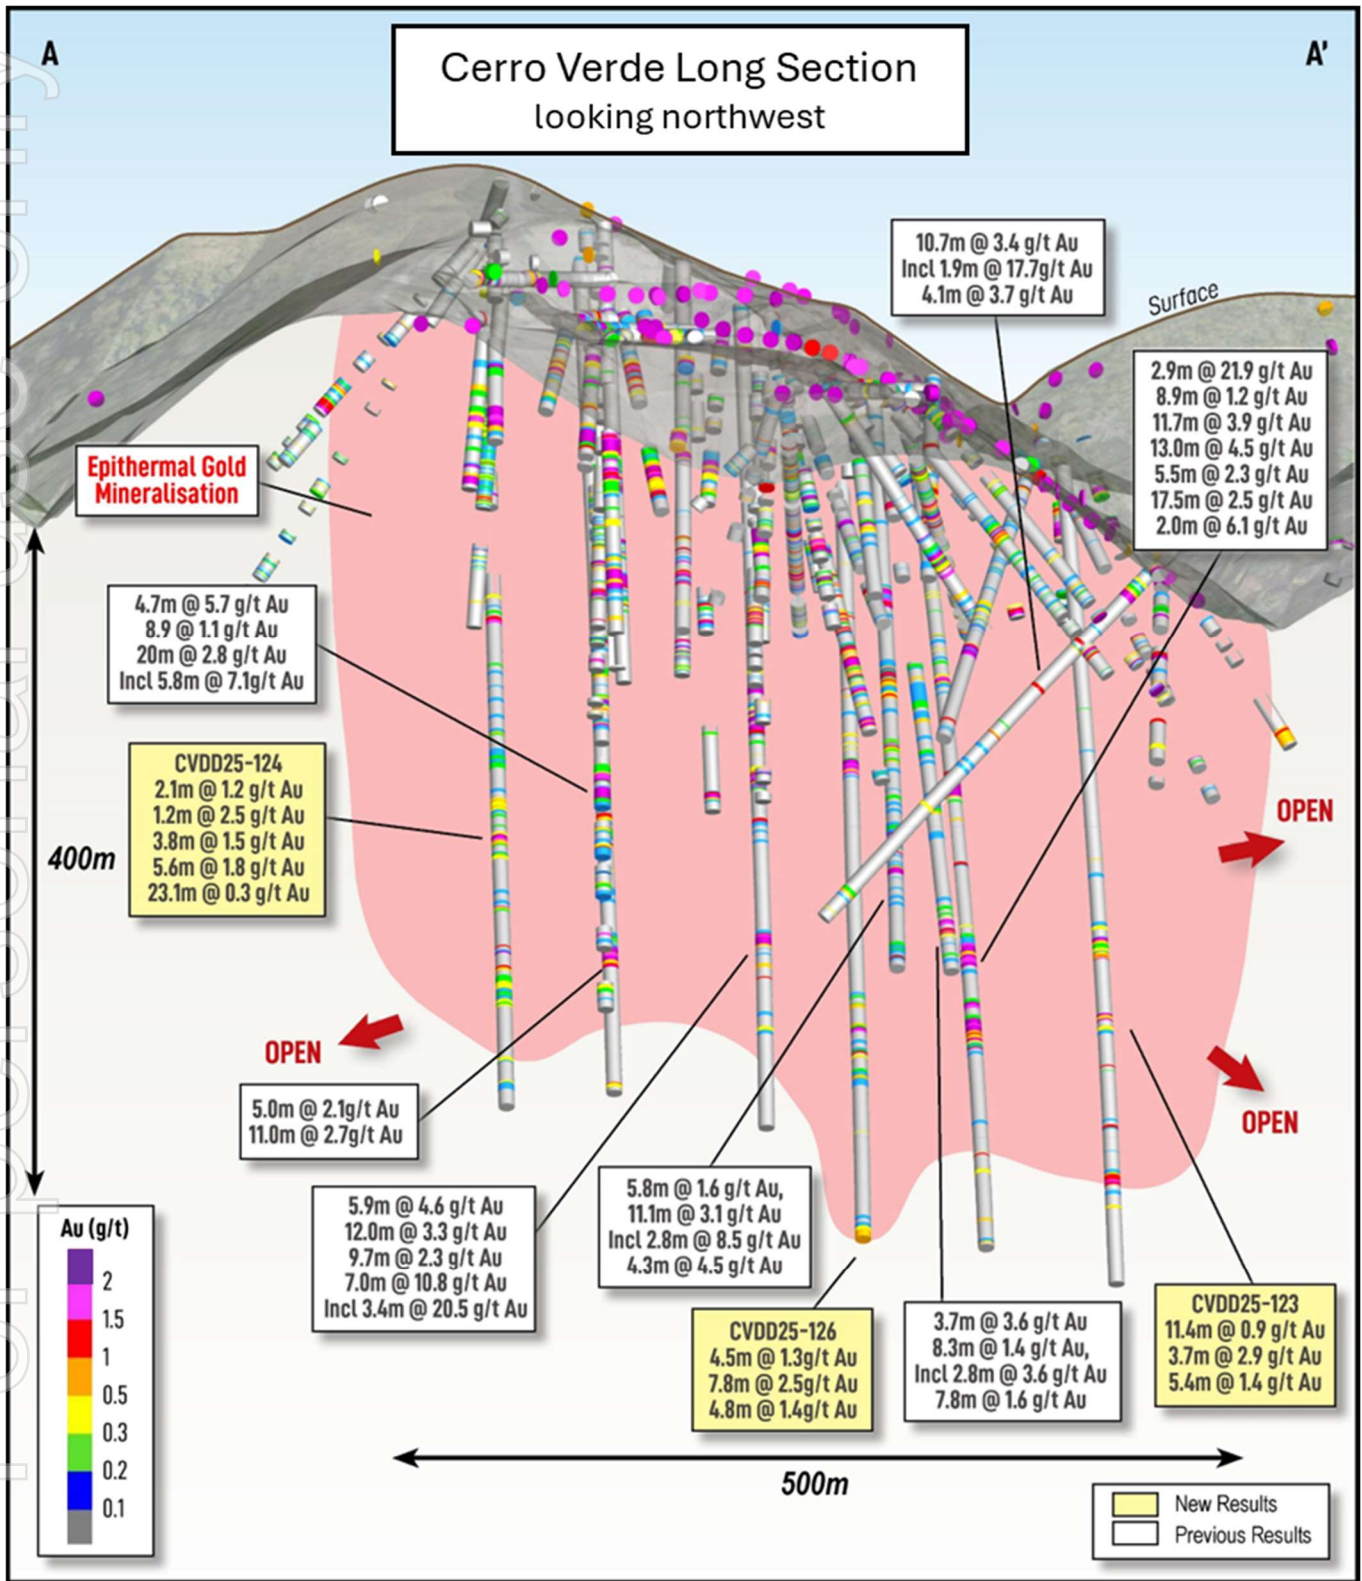 A
A'
Cerro Verde Long Section
looking northwest
10.7m @ 3.4 g/t Au
Incl 1.9m @ 17.7g/t Au
4.1m @ 3.7 g/t Au
Surface
2.9m @ 21.9 g/t Au
8.9m @ 1.2 g/t Au
11.7m @ 3.9 g/t Au
13.0m @ 4.5 g/t Au
5.5m @ 2.3 g/t Au
17.5m @ 2.5 g/t Au
2.0m @ 6.1 g/t Au
Epithermal Gold
Mineralisation
4.7m @ 5.7 g/t Au
8.9 @ 1.1 g/t Au
20m @ 2.8 g/t Au
Incl 5.8m @ 7.1g/t Au
CVDD25-124
2.1m @ 1.2 g/t Au
1.2m @ 2.5 g/t Au
3.8m @ 1.5 g/t Au
5.6m @ 1.8 g/t Au
23.1m @ 0.3 g/t Au
400m
OPEN
OPEN
OPEN
5.0m @ 2.1g/t Au
11.0m @ 2.7g/t Au
5.9m @ 4.6 g/t Au
12.0m @ 3.3 g/t Au
9.7m @ 2.3 g/t Au
7.0m @ 10.8 g/t Au
Incl 3.4m @ 20.5 g/t Au
5.8m @ 1.6 g/t Au,
11.1m @ 3.1 g/t Au
Incl 2.8m @ 8.5 g/t Au
4.3m @ 4.5 g/t Au
CVDD25-126
4.5m @ 1.3g/t Au
7.8m @ 2.5g/t Au
4.8m @ 1.4g/t Au
3.7m @ 3.6 g/t Au
8.3m @ 1.4 g/t Au,
Incl 2.8m @ 3.6 g/t Au
7.8m @ 1.6 g/t Au
CVDD25-123
11.4m @ 0.9 g/t Au
3.7m @ 2.9 g/t Au
5.4m @ 1.4 g/t Au
Au (g/t)
2
1.5
1
0.5
0.3
0.2
0.1
500m
New Results
Previous Results
For personal use only